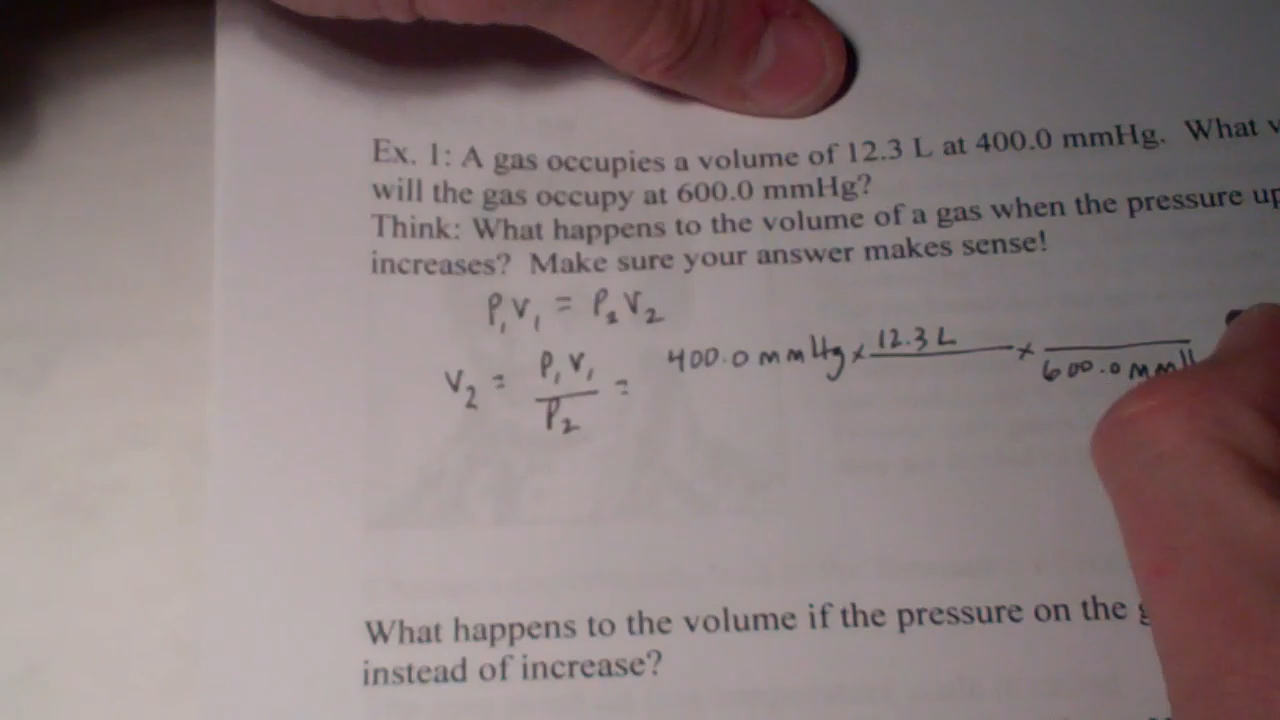 Ex. 1: A gas occupies a volume of 12.3 L at 400.0 mmHg. What
will the gas occupy at 600.0 mmHg?
Think: What happens to the volume of a gas when the pressure
increases? Make sure your answer makes sense!
P₁V₁ = P₂V₂
V₂ = P₁V₁ / P₂ = 400.0 mmHg × 12.3 L × / 600.0 mm
What happens to the volume if the pressure on the
instead of increase?